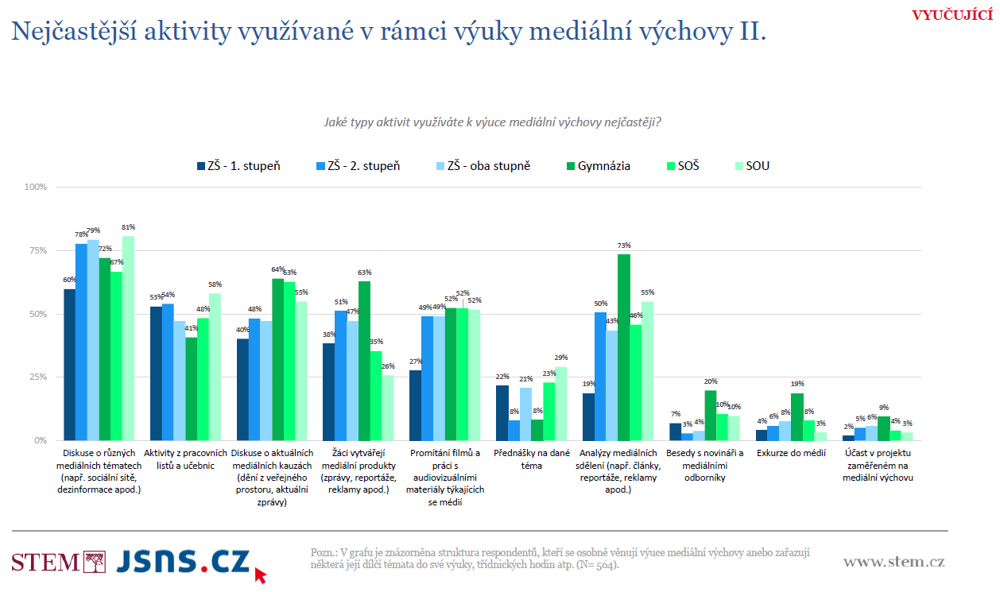 VYUČUJÍCÍ
Nejčastější aktivity využívané v rámci výuky mediální výchovy II.
Jaké typy aktivit využíváte k výuce mediální výchovy nejčastěji?
ZŠ - 1. stupeň ZŠ - 2. stupeň ZŠ - oba stupně Gymnázia SOŠ SOU
100%
75%
50%
25%
0%
60% 78% 79% 72% 67% 81%
53% 54% 41% 48% 58%
40% 48% 64% 63% 55%
38% 51% 47% 63% 35% 26%
27% 49% 49% 52% 52% 52%
22% 8% 21% 8% 23% 29%
19% 50% 43% 73% 46% 55%
7% 3% 4% 20% 10% 10%
4% 6% 8% 19% 8% 3%
2% 5% 6% 9% 4% 3%
Diskuse o různých
mediálních tématech
(např. sociální sítě,
dezinformace apod.)
Aktivity z pracovních
listů a učebnic
Diskuse o aktuálních
mediálních kauzách
(dění z veřejného
prostoru, aktuální
zprávy)
Žáci vytvářejí
mediální produkty
(zprávy, reportáže,
reklamy apod.)
Promítání filmů a
práci s
audiovizuálními
materiály týkajících
se médií
Přednášky na dané
téma
Analýzy mediálních
sdělení (např. články,
reportáže, reklamy
apod.)
Besedy s novináři a
mediálními
odborníky
Exkurze do médií
Účast v projektu
zaměřeném na
mediální výchovu
STEM JSNS.CZ
Pozn.: V grafu je znázorněna struktura respondentů, kteří se osobně věnují výuce mediální výchovy anebo zařazují
některá její dílčí témata do své výuky, třídnických hodin atp. (N= 564).
www.stem.cz